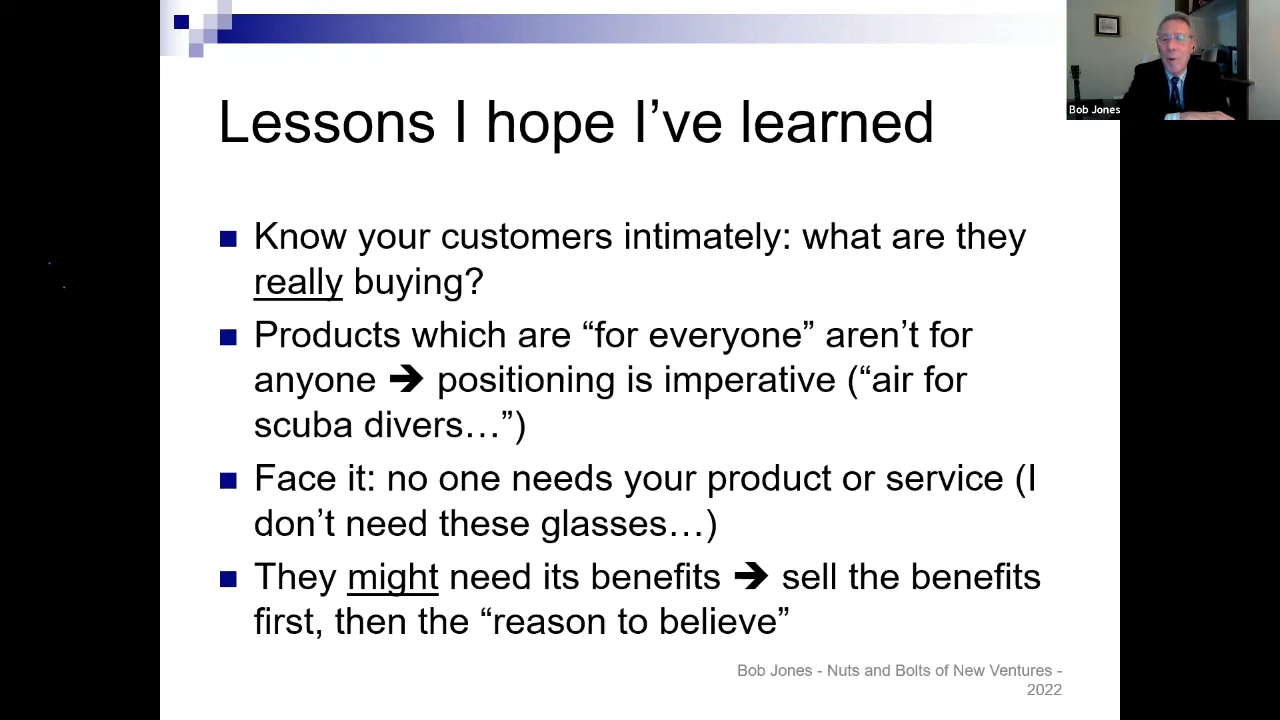 Lessons I hope I’ve learned
Bob Jones
■ Know your customers intimately: what are they
really buying?
■ Products which are “for everyone” aren’t for
anyone ➔ positioning is imperative (“air for
scuba divers…”)
■ Face it: no one needs your product or service (I
don’t need these glasses…)
■ They might need its benefits ➔ sell the benefits
first, then the “reason to believe”
Bob Jones - Nuts and Bolts of New Ventures -
2022